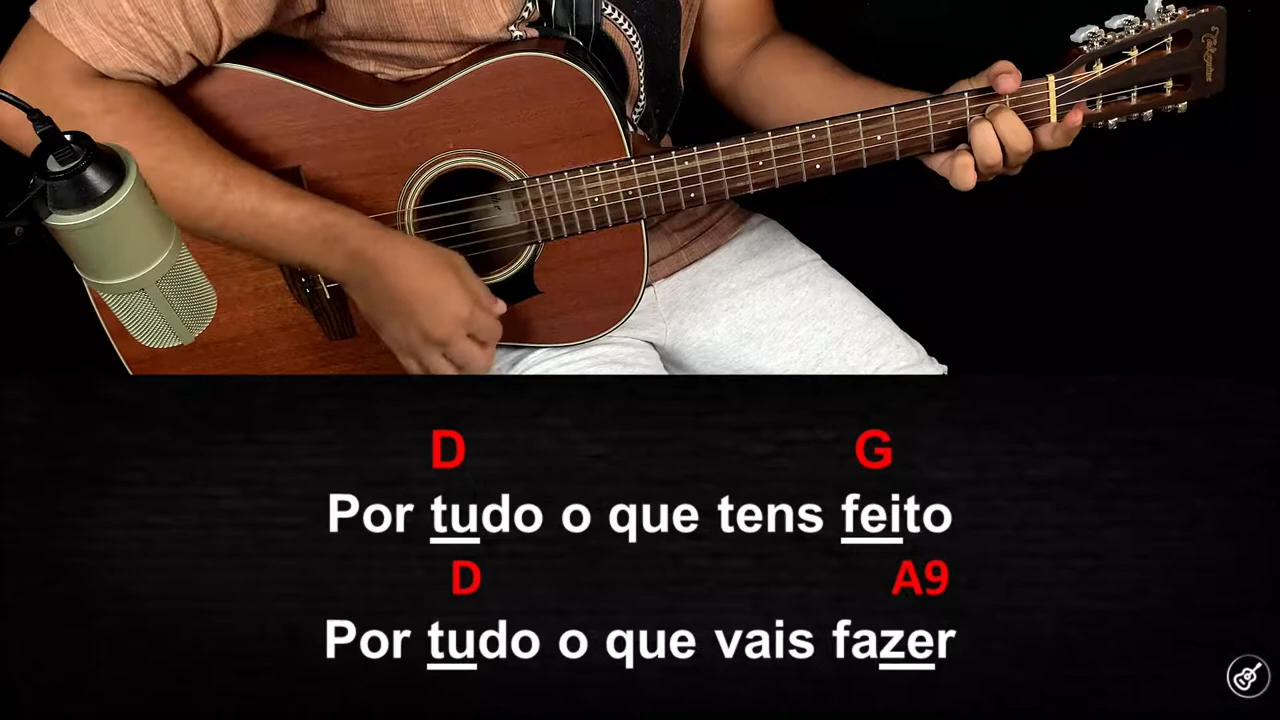 D G
Por tudo o que tens feito
D A9
Por tudo o que vais fazer